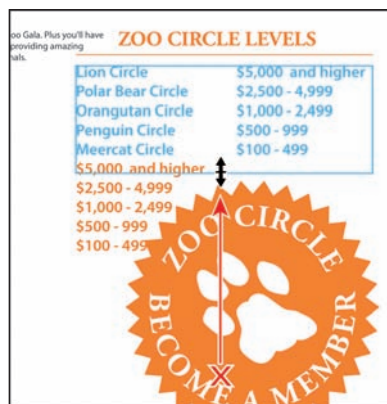 oo Gala. Plus you'll have
providing amazing
nals.
ZOO CIRCLE LEVELS
Lion Circle $5,000 and higher
Polar Bear Circle $2,500 - 4,999
Orangutan Circle $1,000 - 2,499
Penguin Circle $500 - 999
Meercat Circle $100 - 499
$5,000 and higher
$2,500 - 4,999
$1,000 - 2,499
$500 - 999
$100 - 499
ZOO CIRCLE
BECOME A MEMBER